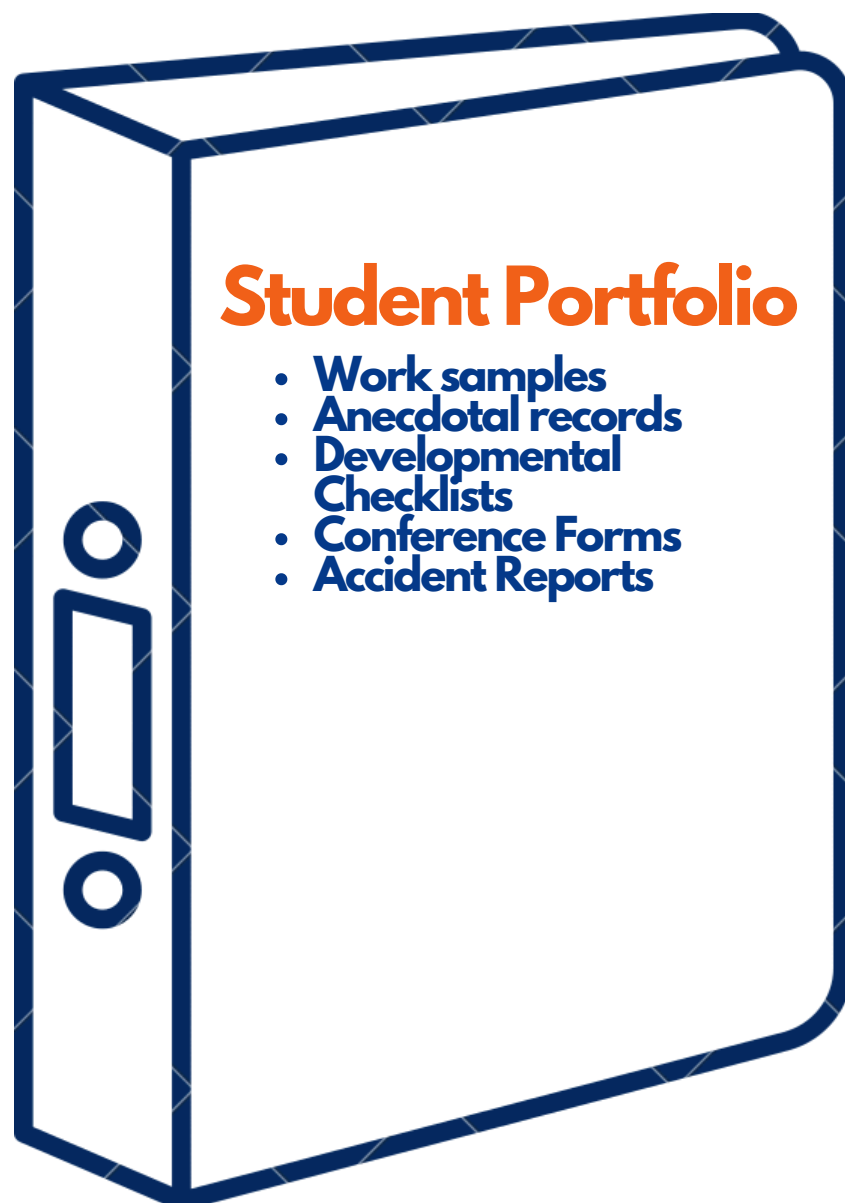 Student Portfolio
• Work samples
• Anecdotal records
• Developmental
Checklists
• Conference Forms
• Accident Reports